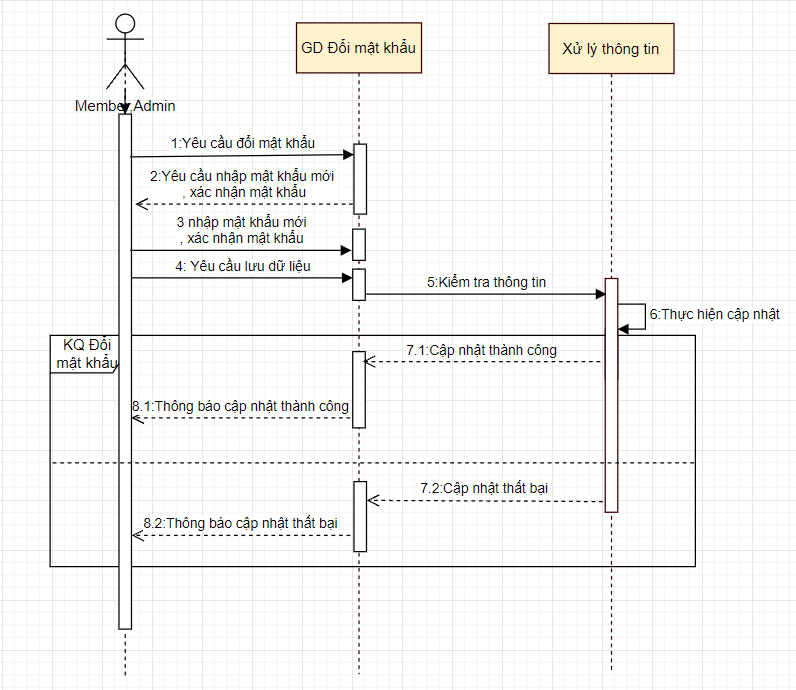 GD Đổi mật khẩu
Xử lý thông tin
Member,Admin
1:Yêu cầu đổi mật khẩu
2:Yêu cầu nhập mật khẩu mới
, xác nhận mật khẩu
3 nhập mật khẩu mới
, xác nhận mật khẩu
4: Yêu cầu lưu dữ liệu
5:Kiểm tra thông tin
6:Thực hiện cập nhật
KQ Đổi
mật khẩu
7.1:Cập nhật thành công
8.1:Thông báo cập nhật thành công
7.2:Cập nhật thất bại
8.2:Thông báo cập nhật thất bại